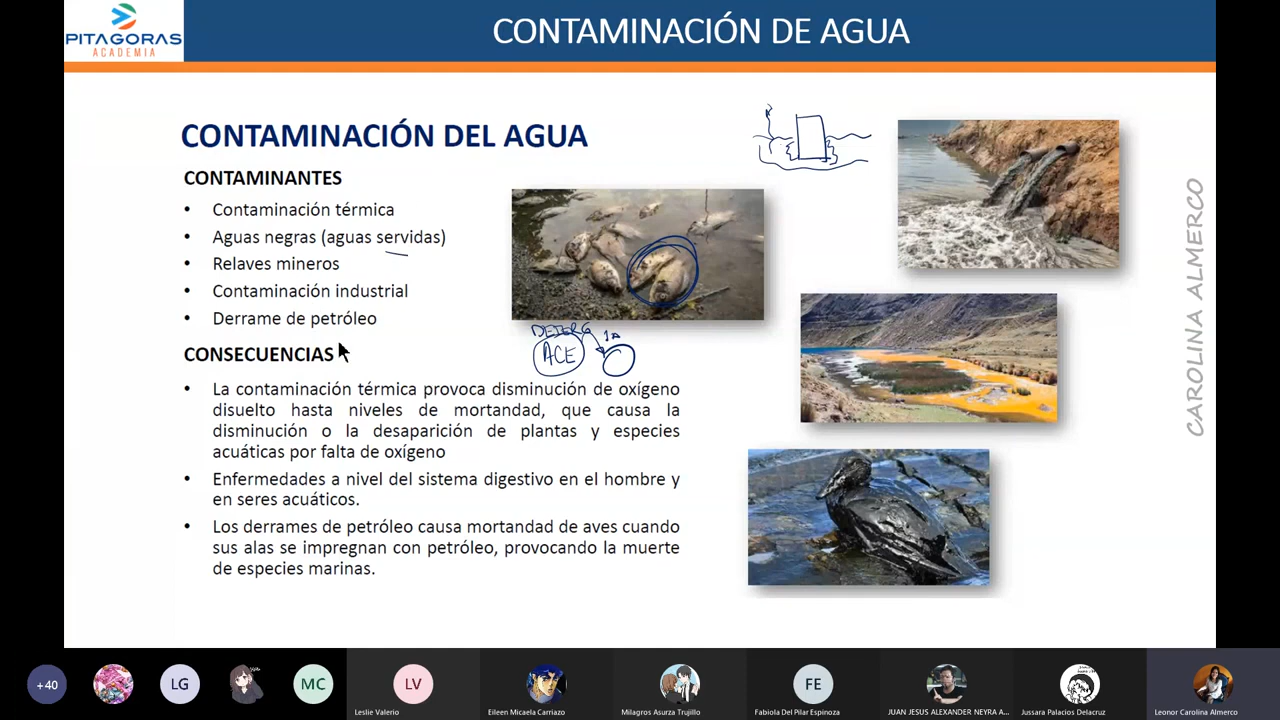 PITAGORAS
ACADEMIA
CONTAMINACIÓN DE AGUA
CONTAMINACIÓN DEL AGUA
CONTAMINANTES
• Contaminación térmica
• Aguas negras (aguas servidas)
• Relaves mineros
• Contaminación industrial
• Derrame de petróleo
CONSECUENCIAS
• La contaminación térmica provoca disminución de oxígeno
disuelto hasta niveles de mortandad, que causa la
disminución o la desaparición de plantas y especies
acuáticas por falta de oxígeno
• Enfermedades a nivel del sistema digestivo en el hombre y
en seres acuáticos.
• Los derrames de petróleo causa mortandad de aves cuando
sus alas se impregnan con petróleo, provocando la muerte
de especies marinas.
DETERG
ACE
CAROLINA ALMERCO
+40
LG
MC
LV
FE
Leslie Valerio
Eileen Micaela Carriazo
Milagros Asurza Trujillo
Fabiola Del Pilar Espinoza
JUAN JESUS ALEXANDER NEYRA A...
Jussara Palacios Delacruz
Leonor Carolina Almerco